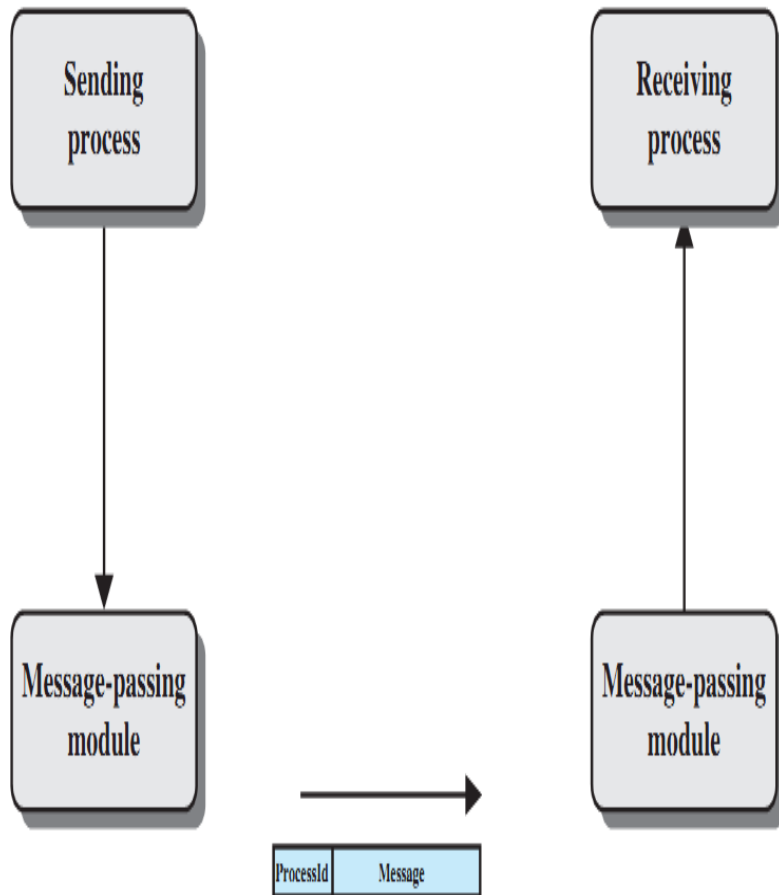 Sending
process
Receiving
process
Message-passing
module
Message-passing
module
ProcessId Message